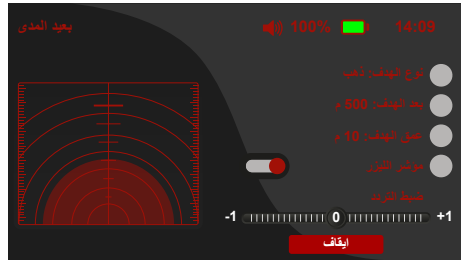 بعيد المدى
100%
14:09
نوع الهدف: ذهب
بعد الهدف: 500 م
عمق الهدف: 10 م
مؤشر الليزر
ضبط التردد
-1 0 +1
ايقاف